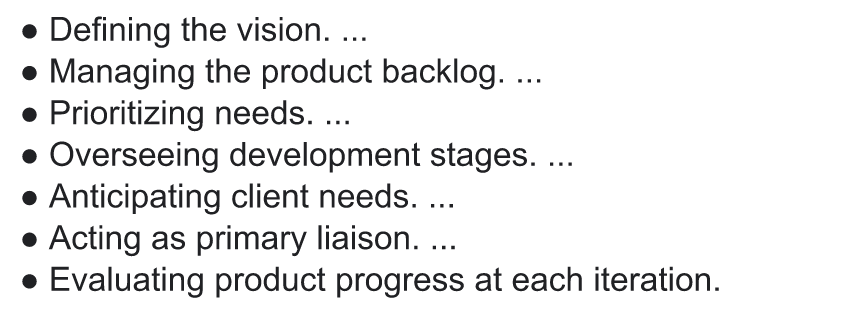 ● Defining the vision. ...
● Managing the product backlog. ...
● Prioritizing needs. ...
● Overseeing development stages. ...
● Anticipating client needs. ...
● Acting as primary liaison. ...
● Evaluating product progress at each iteration.